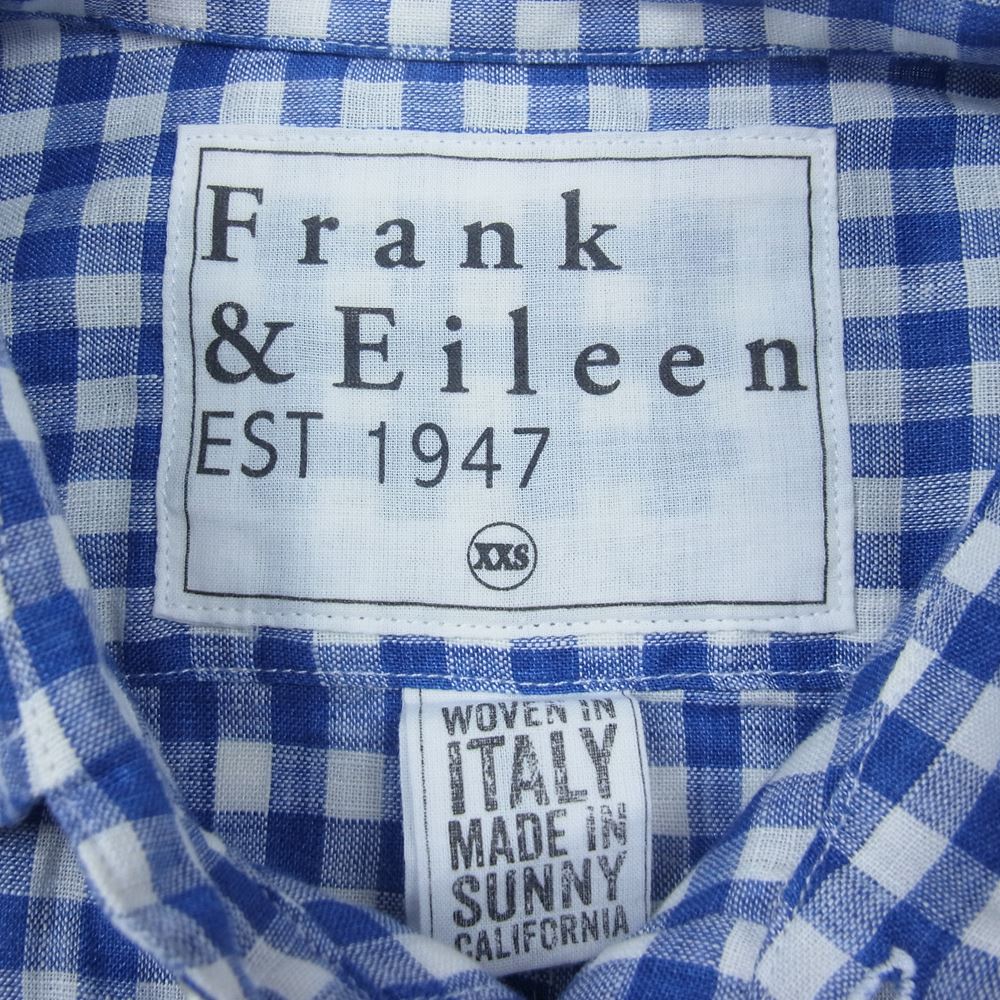 Frank
& Eileen
EST 1947
XXS
WOVEN IN
ITALY
MADE IN
SUNNY
CALIFORNIA